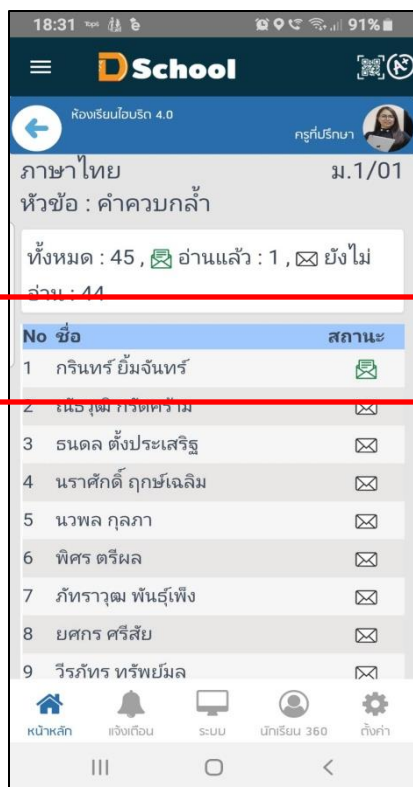 18:31 91%
DSchool
ห้องเรียนไฮบริด 4.0
ครูที่ปรึกษา
ภาษาไทย ม.1/01
หัวข้อ : คำควบกล้ำ
ทั้งหมด : 45 , อ่านแล้ว : 1 , ยังไม่
อ่าน : 44
No ชื่อ สถานะ
1 กรินทร์ ยิ้มจันทร์
2
3 ธนดล ตั้งประเสริฐ
4 นราศักดิ์ ฤกษ์เฉลิม
5 นวพล กุลภา
6 พิศร ตรีผล
7 ภัทราวุฒ พันธุ์เพ็ง
8 ยศกร ศรีสัย
9 วีรภัทร ทรัพย์มูล
หน้าหลัก แจ้งเตือน ระบบ นักเรียน 360 ตั้งค่า